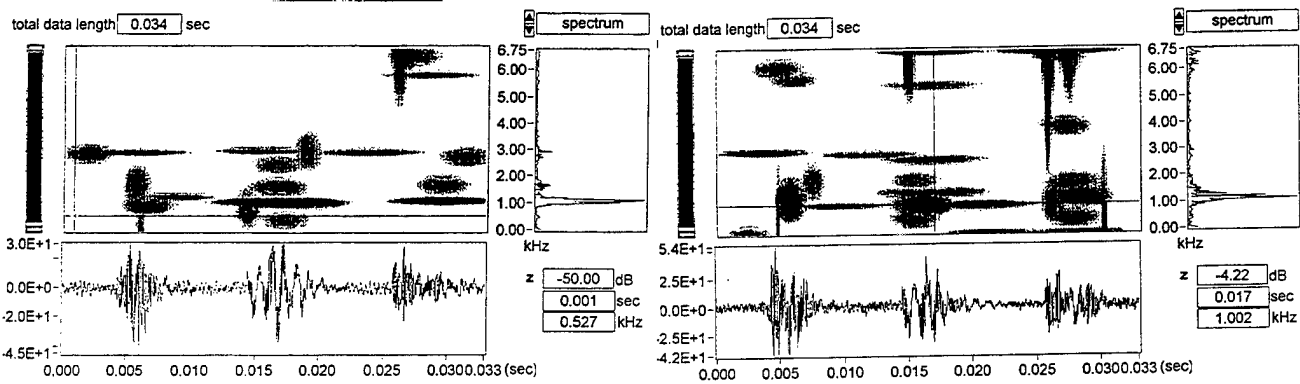 total data length 0.034 sec
spectrum
6.75
6.00
5.00
4.00
3.00
2.00
1.00
0.00
kHz
3.0E+1
0.0E+0
-2.0E+1
-4.5E+1
0.000 0.005 0.010 0.015 0.020 0.025 0.0300.033 (sec)
z -50.00 dB
0.001 sec
0.527 kHz
total data length 0.034 sec
spectrum
6.75
6.00
5.00
4.00
3.00
2.00
1.00
0.00
kHz
5.4E+1
2.5E+1
0.0E+0
-2.5E+1
-4.2E+1
0.000 0.005 0.010 0.015 0.020 0.025 0.0300.033 (sec)
z -4.22 dB
0.017 sec
1.002 kHz